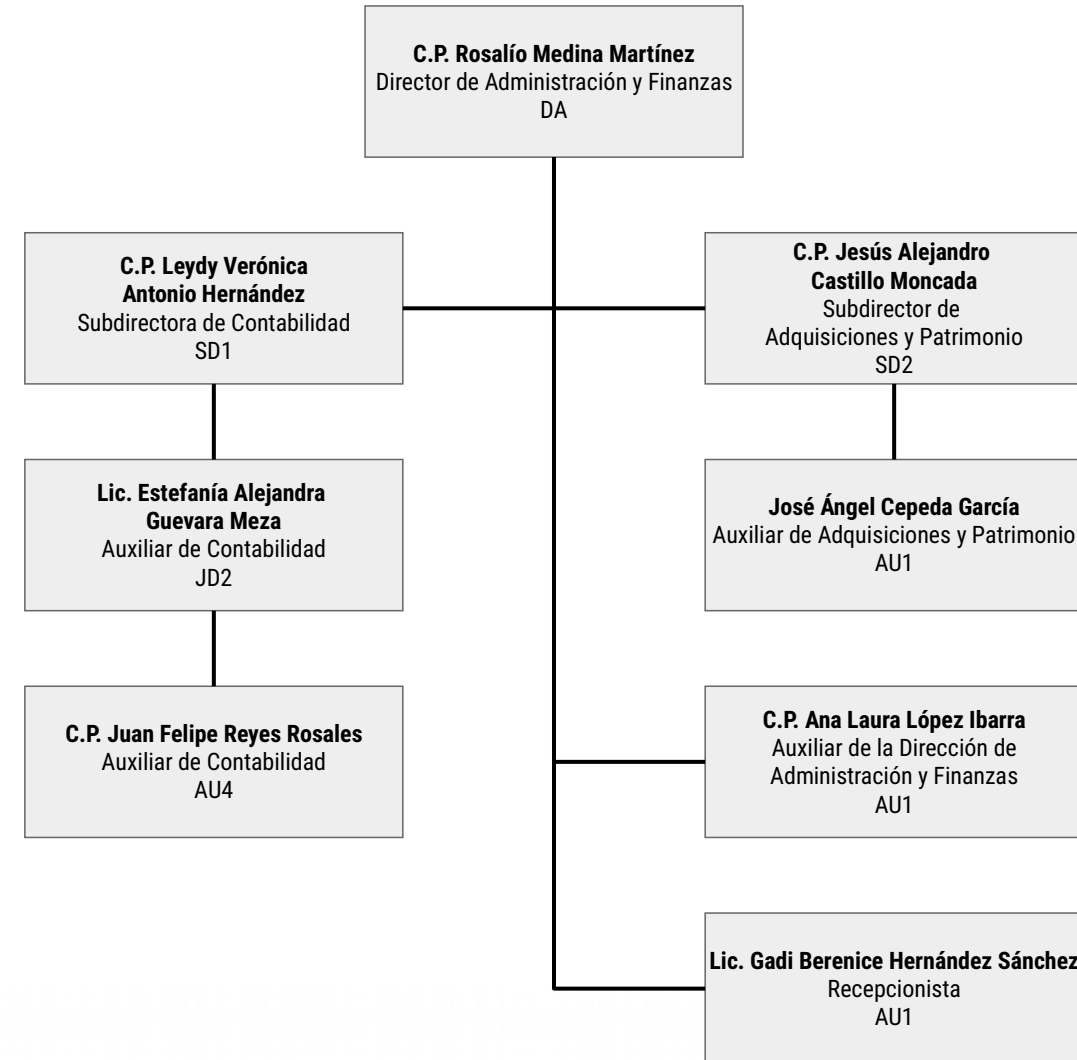 C.P. Rosalío Medina Martínez
Director de Administración y Finanzas
DA
C.P. Leydy Verónica
Antonio Hernández
Subdirectora de Contabilidad
SD1
C.P. Jesús Alejandro
Castillo Moncada
Subdirector de
Adquisiciones y Patrimonio
SD2
Lic. Estefanía Alejandra
Guevara Meza
Auxiliar de Contabilidad
JD2
José Ángel Cepeda García
Auxiliar de Adquisiciones y Patrimonio
AU1
C.P. Juan Felipe Reyes Rosales
Auxiliar de Contabilidad
AU4
C.P. Ana Laura López Ibarra
Auxiliar de la Dirección de
Administración y Finanzas
AU1
Lic. Gadi Berenice Hernández Sánchez
Recepcionista
AU1